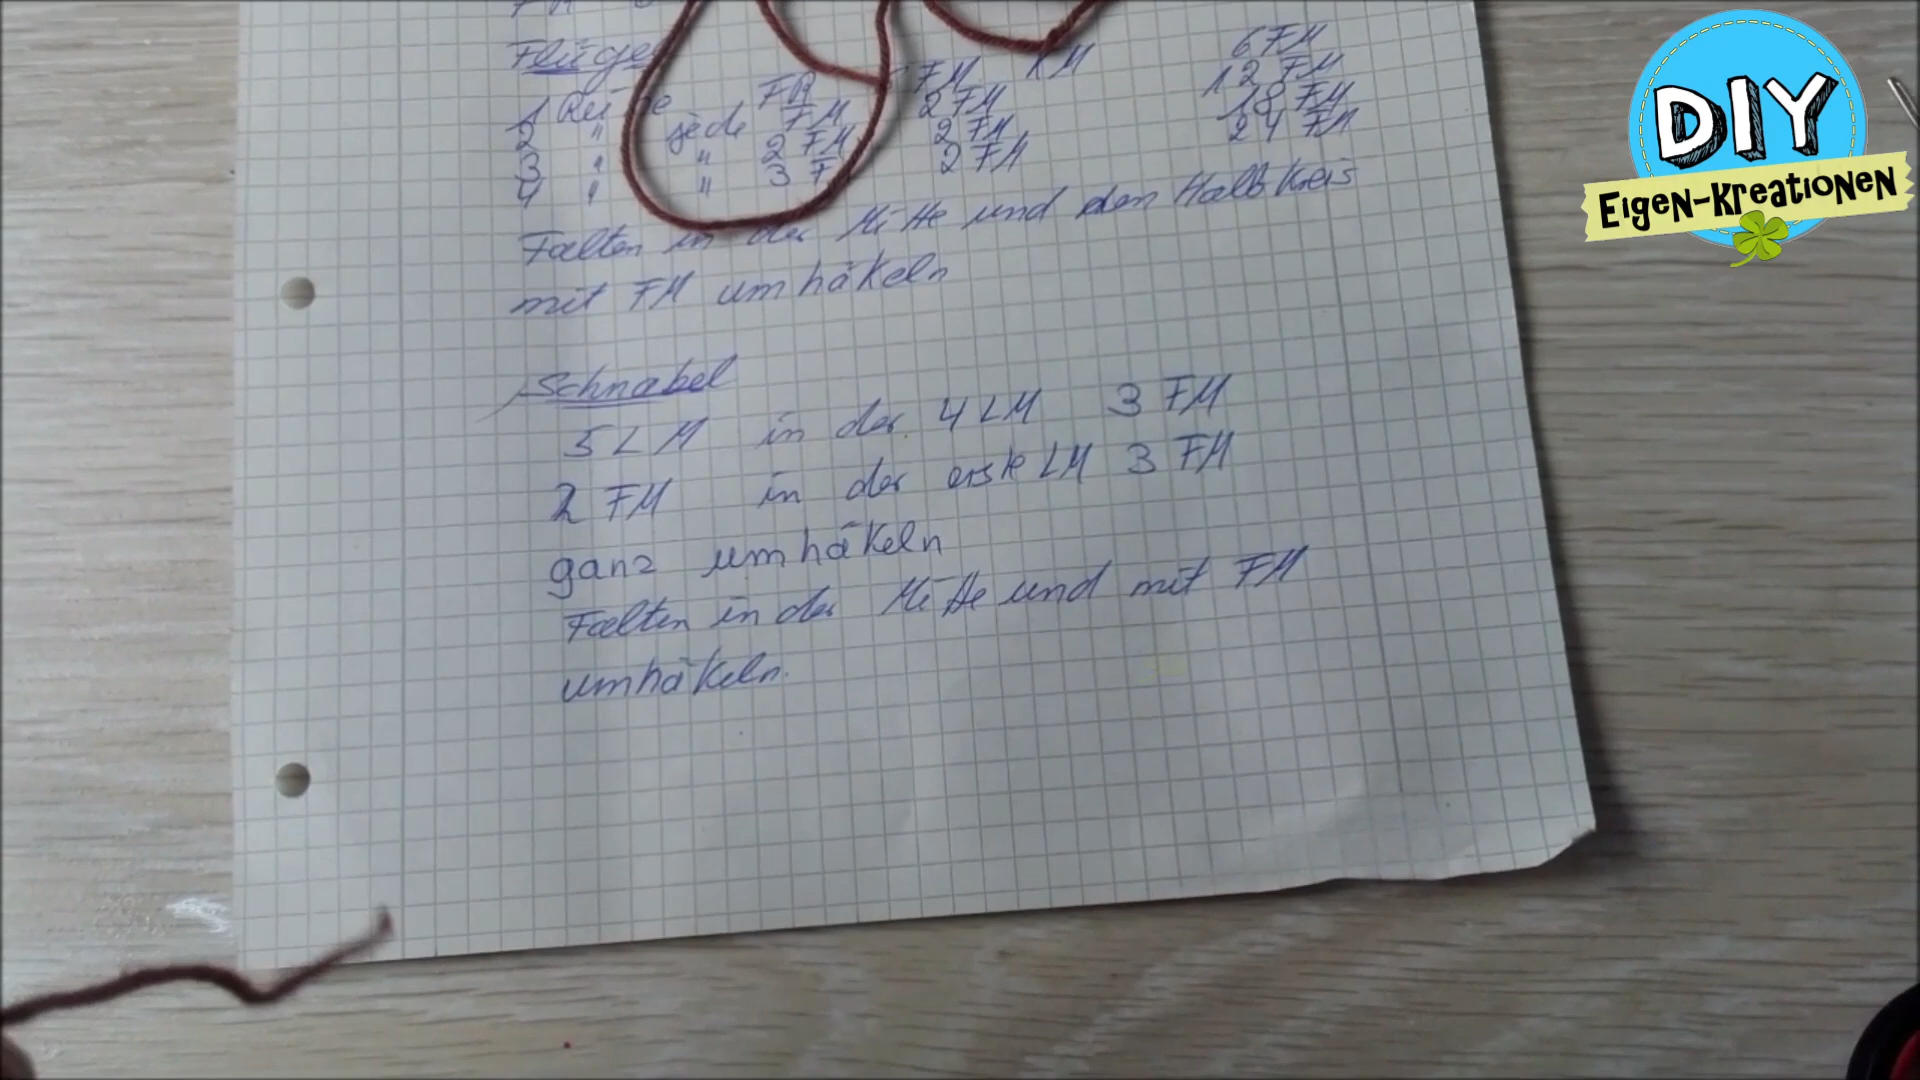 Flügel
1 Reihe FR 5 FM 1 KM 6 FM
2 " jede FM 2 FM 12 FM
3 " " 2 FM 2 FM 18 FM
4 " " 3 F 2 FM 24 FM
Falten in der Mitte und den Halbkreis
mit FM umhäkeln
Schnabel
5 LM in der 4 LM 3 FM
2 FM in der erste LM 3 FM
ganz umhäkeln
Falten in der Mitte und mit FM
umhäkeln.
DIY
EIGEN-KREATIONEN